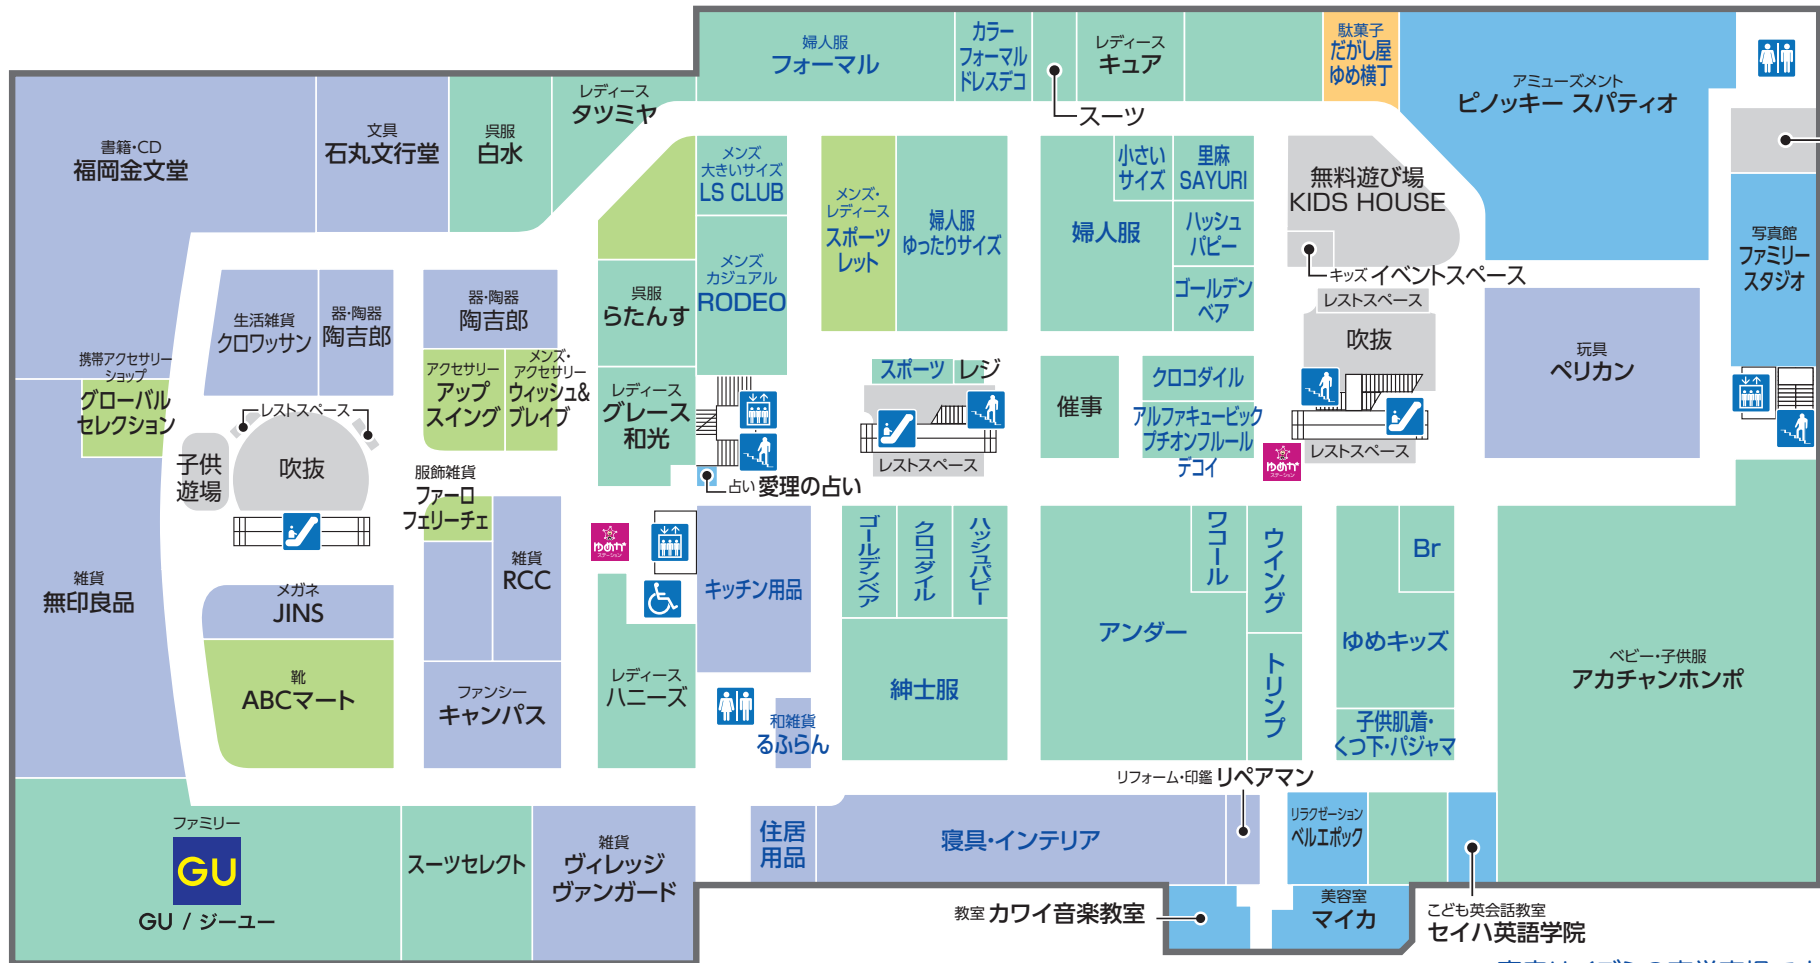 婦人服
フォーマル
カラー
フォーマル
ドレスデコ
スーツ
レディース
キュア
駄菓子
だがし屋
ゆめ横丁
アミューズメント
ピノッキー スパティオ
書籍・CD
福岡金文堂
文具
石丸文行堂
呉服
白水
レディース
タツミヤ
メンズ
大きいサイズ
LS CLUB
メンズ・
レディース
スポーツ
レット
婦人服
ゆったりサイズ
婦人服
小さい
サイズ
里麻
SAYURI
ハッシュ
パピー
ゴールデン
ベア
無料遊び場
KIDS HOUSE
キッズ イベントスペース
写真館
ファミリー
スタジオ
生活雑貨
クロワッサン
器・陶器
陶吉郎
器・陶器
陶吉郎
呉服
らたんす
メンズ
カジュアル
RODEO
レストスペース
吹抜
レストスペース
玩具
ペリカン
携帯アクセサリー
ショップ
グローバル
セレクション
アクセサリー
アップ
スイング
メンズ・
アクセサリー
ウィッシュ&
ブレイブ
レディース
グレース
和光
スポーツ
レジ
レストスペース
催事
クロコダイル
アルファキュービック
プチオンフルール
デコイ
ゆめか
ステーション
レストスペース
子供
遊場
吹抜
占い 愛理の占い
服飾雑貨
ファーロ
フェリーチェ
雑貨
RCC
ゆめか
ステーション
キッチン用品
ゴールデンベア
クロコダイル
ハッシュパピー
ワコール
ウイング
Br
雑貨
無印良品
メガネ
JINS
靴
ABCマート
ファンシー
キャンパス
レディース
ハニーズ
和雑貨
るふらん
紳士服
アンダー
トリンプ
ゆめキッズ
子供肌着・
くつ下・パジャマ
ベビー・子供服
アカチャンホンポ
ファミリー
GU
GU / ジーユー
スーツセレクト
雑貨
ヴィレッジ
ヴァンガード
住居
用品
寝具・インテリア
リフォーム・印鑑 リペアマン
リラクゼーション
ベルエポック
教室 カワイ音楽教室
美容室
マイカ
こども英会話教室
セイハ英語学院